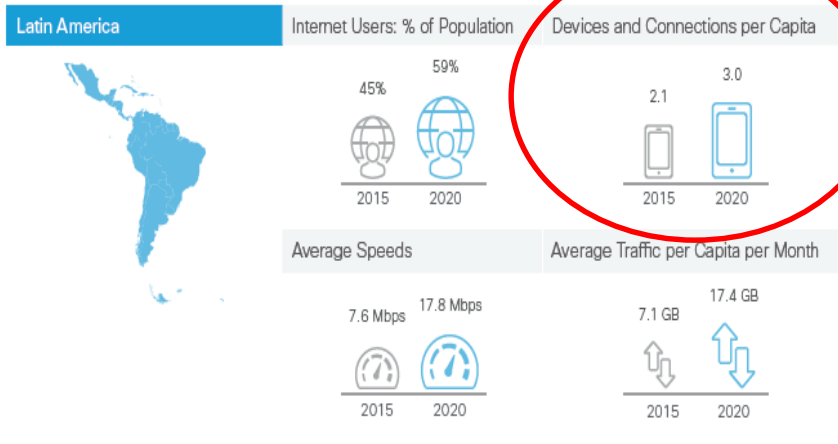 Latin America
Internet Users: % of Population
Devices and Connections per Capita
45%
59%
2015
2020
2.1
3.0
2015
2020
Average Speeds
Average Traffic per Capita per Month
7.6 Mbps
17.8 Mbps
2015
2020
7.1 GB
17.4 GB
2015
2020